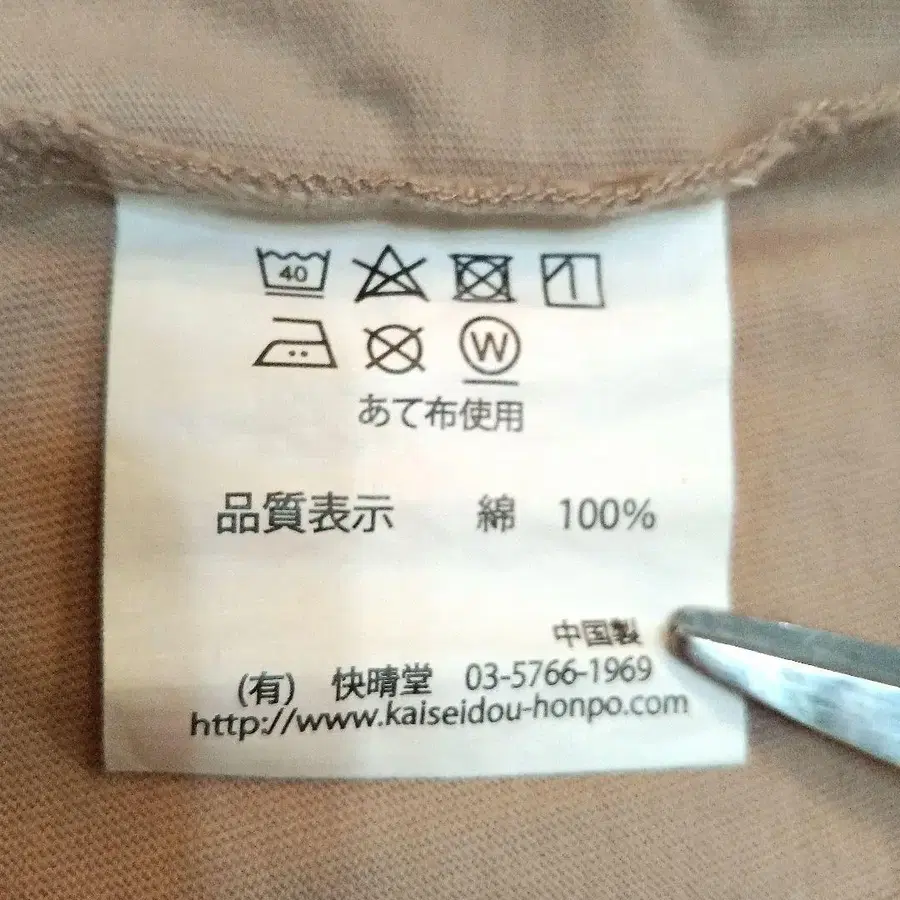 40
W
あて布使用
品質表示 綿 100%
中国製
(有) 快晴堂 03-5766-1969
http://www.kaiseidou-honpo.com